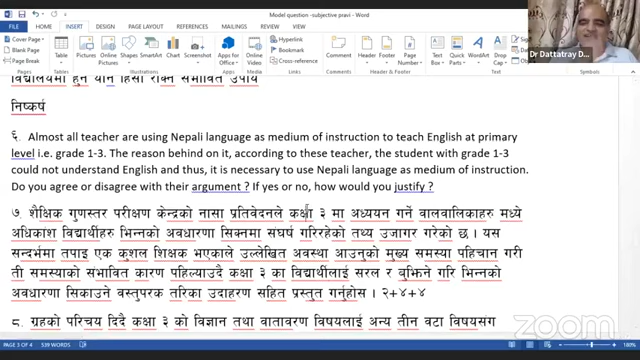 Model question -subjective pravi - Word
FILE HOME INSERT DESIGN PAGE LAYOUT REFERENCES MAILINGS REVIEW VIEW
Cover Page
Blank Page
Page Break
Pages
Table
Tables
Pictures Online Pictures Shapes SmartArt Chart Screenshot
Illustrations
Apps for Office
Online Video
Media
Hyperlink
Bookmark
Cross-reference
Links
Comment
Comments
Header Footer Page Number
Header & Footer
Text Box
Dr Dattatray D...
निष्कर्ष
६. Almost all teacher are using Nepali language as medium of instruction to teach English at primary
level i.e. grade 1-3. The reason behind on it, according to these teacher, the student with grade 1-3
could not understand English and thus, it is necessary to use Nepali language as medium of instruction.
Do you agree or disagree with their argument ? If yes or no, how would you justify ?
७. शैक्षिक गुणस्तर परीक्षण केन्द्रको नासा प्रतिवेदनले कक्षा ३ मा अध्ययन गर्ने वालवालिकाहरु मध्ये
अधिकांश विद्यार्थीहरु भिन्नको अवधारणा सिक्नमा संघर्ष गरिरहेको तथ्य उजागर गरेको छ। यस
सन्दर्भमा तपाइ एक कुशल शिक्षक भएकाले उल्लेखित अवस्था आउनुको मुख्य समस्या पहिचान गरी
ती समस्याको संभावित कारण पहिल्याउदै कक्षा ३ का विद्यार्थीलाई सरल र बुझिने गरि भिन्नको
अवधारणा सिकाउने वस्तुपरक तरिका उदाहरण सहित प्रस्तुत गर्नुहोस । २+४+४
८. ग्रहको परिचय दिदै कक्षा ३ को विज्ञान तथा वातावरण विषयलाई अन्य तीन वटा विषयसंग
zoom
PAGE 3 OF 4 539 WORDS
180%